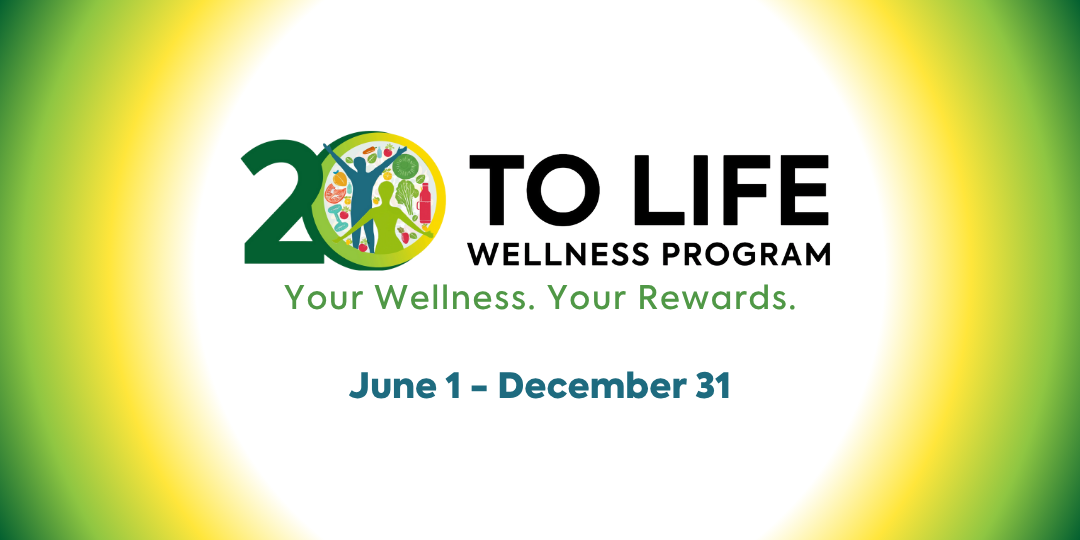 20 TO LIFE
WELLNESS PROGRAM
Your Wellness. Your Rewards.
June 1 - December 31